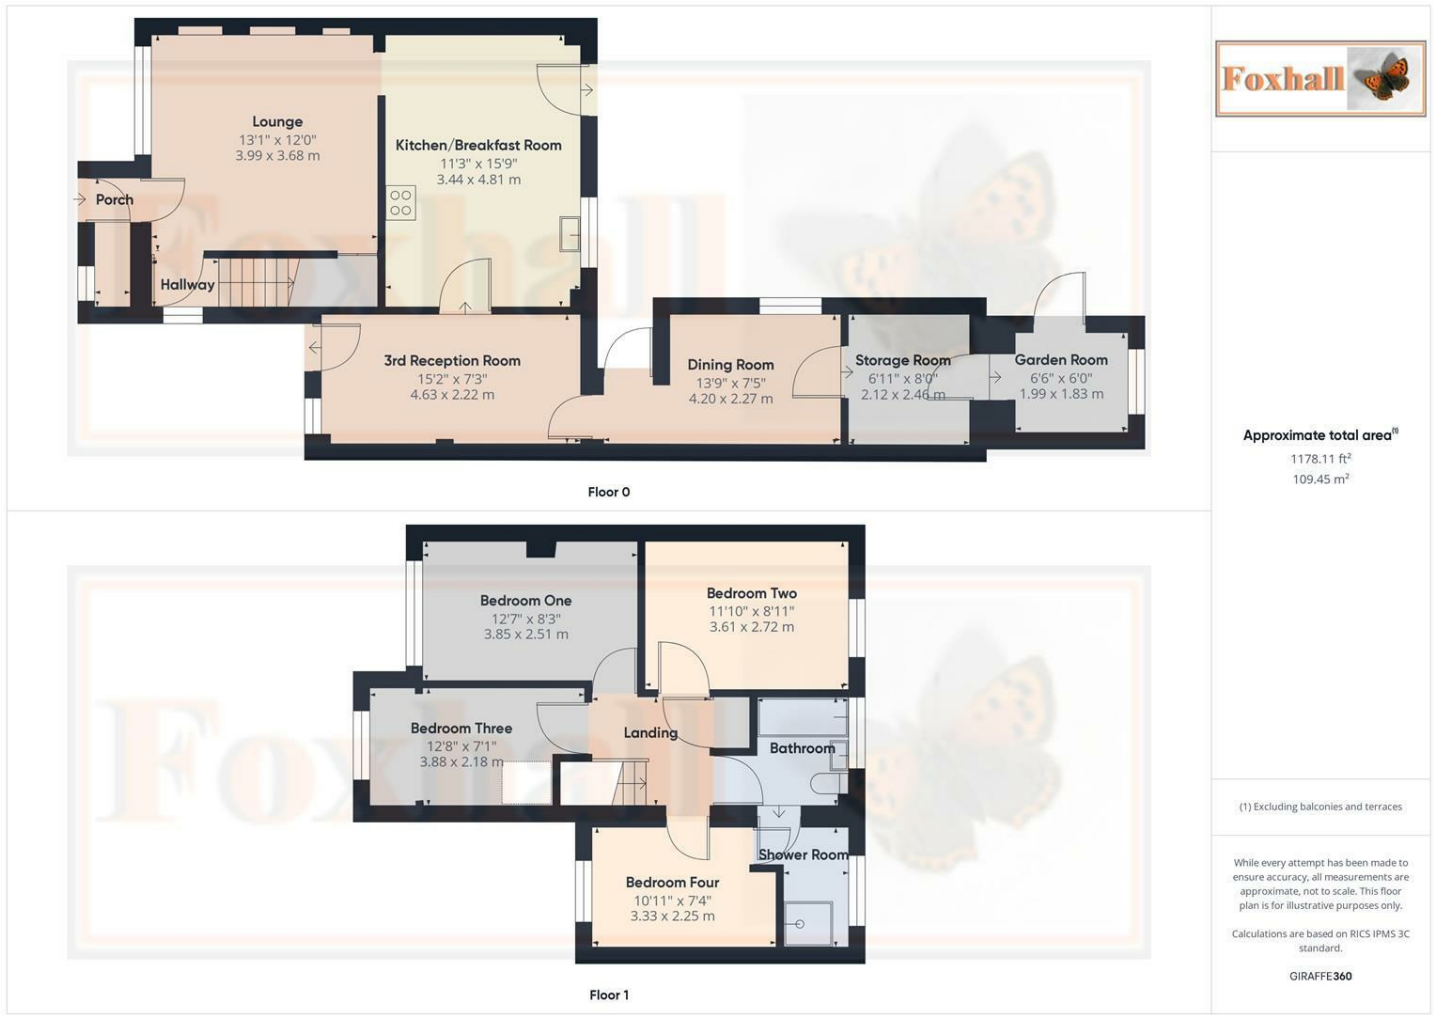 Foxhall
Lounge
13'1" x 12'0"
3.99 x 3.68 m
Kitchen/Breakfast Room
11'3" x 15'9"
3.44 x 4.81 m
Porch
Hallway
3rd Reception Room
15'2" x 7'3"
4.63 x 2.22 m
Dining Room
13'9" x 7'5"
4.20 x 2.27 m
Storage Room
6'11" x 8'0"
2.12 x 2.46 m
Garden Room
6'6" x 6'0"
1.99 x 1.83 m
Floor 0
Foxhall
Bedroom One
12'7" x 8'3"
3.85 x 2.51 m
Bedroom Two
11'10" x 8'11"
3.61 x 2.72 m
Bedroom Three
12'8" x 7'1"
3.88 x 2.18 m
Landing
Bathroom
Shower Room
Bedroom Four
10'11" x 7'4"
3.33 x 2.25 m
Floor 1
Foxhall
Approximate total area(1)
1178.11 ft²
109.45 m²
(1) Excluding balconies and terraces
While every attempt has been made to
ensure accuracy, all measurements are
approximate, not to scale. This floor
plan is for illustrative purposes only.
Calculations are based on RICS IPMS 3C
standard.
GIRAFFE360